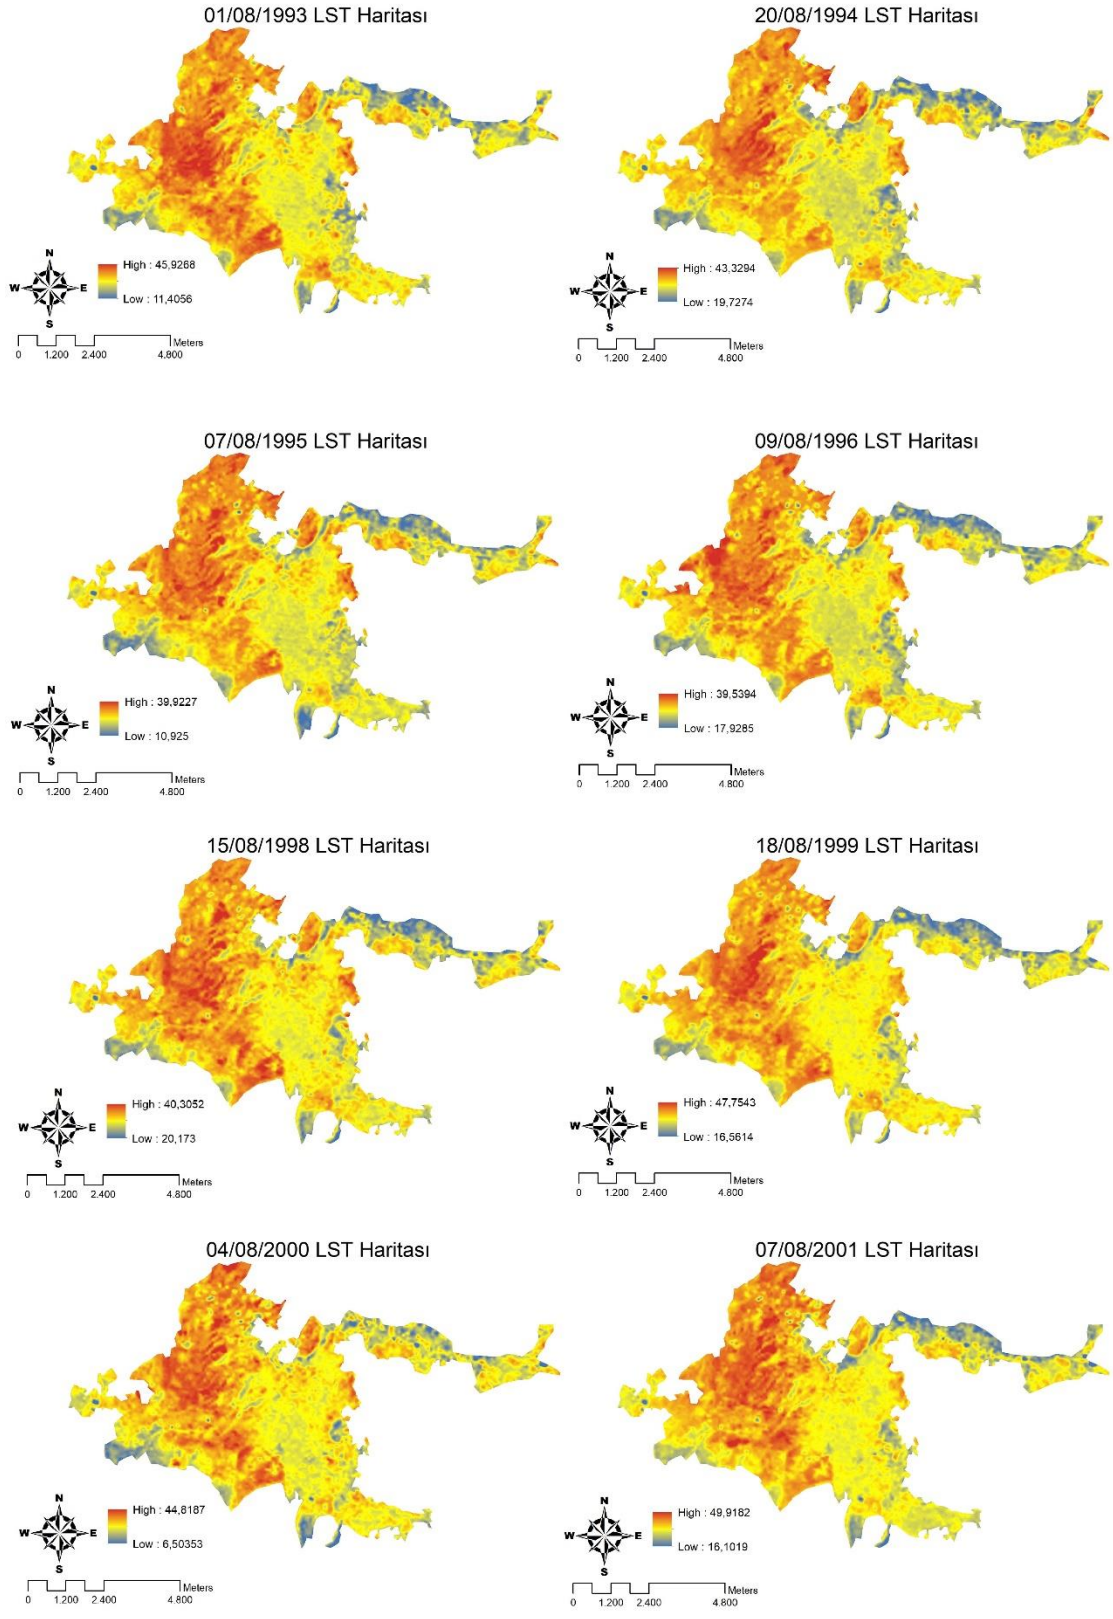 01/08/1993 LST Haritası
N
W E
S
High : 45,9268
Low : 11,4056
Meters
0 1.200 2.400 4.800
20/08/1994 LST Haritası
N
W E
S
High : 43,3294
Low : 19,7274
Meters
0 1.200 2.400 4.800
07/08/1995 LST Haritası
N
W E
S
High : 39,9227
Low : 10,925
Meters
0 1.200 2.400 4.800
09/08/1996 LST Haritası
N
W E
S
High : 39,5394
Low : 17,9285
Meters
0 1.200 2.400 4.800
15/08/1998 LST Haritası
N
W E
S
High : 40,3052
Low : 20,173
Meters
0 1.200 2.400 4.800
18/08/1999 LST Haritası
N
W E
S
High : 47,7543
Low : 16,5614
Meters
0 1.200 2.400 4.800
04/08/2000 LST Haritası
N
W E
S
High : 44,8187
Low : 6,50353
Meters
0 1.200 2.400 4.800
07/08/2001 LST Haritası
N
W E
S
High : 49,9182
Low : 16,1019
Meters
0 1.200 2.400 4.800